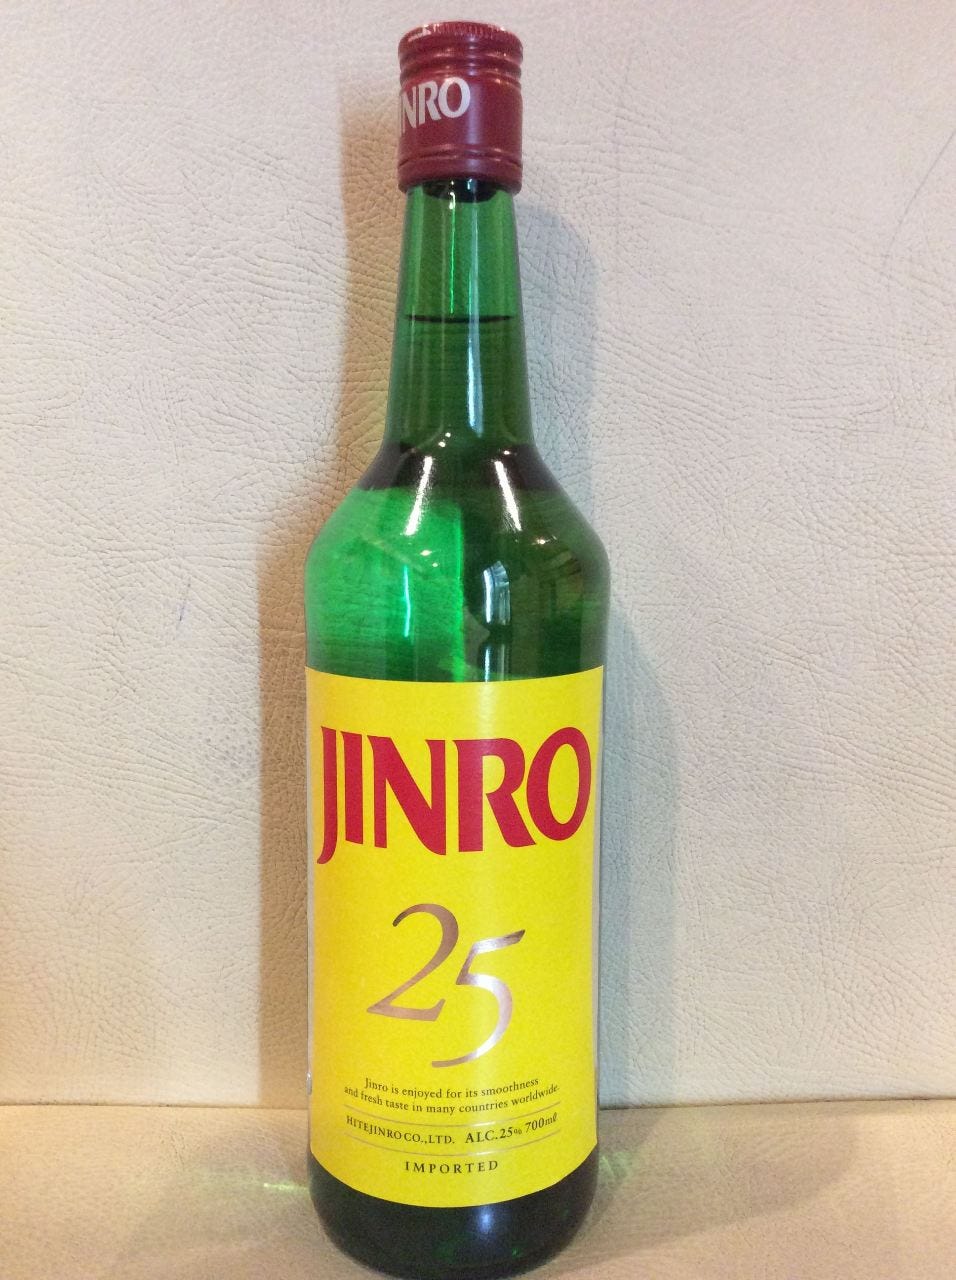 JINRO
JINRO
25
Jinro is enjoyed for its smoothness
and fresh taste in many countries worldwide.
HITEJINRO CO.,LTD. ALC.25% 700mℓ
IMPORTED